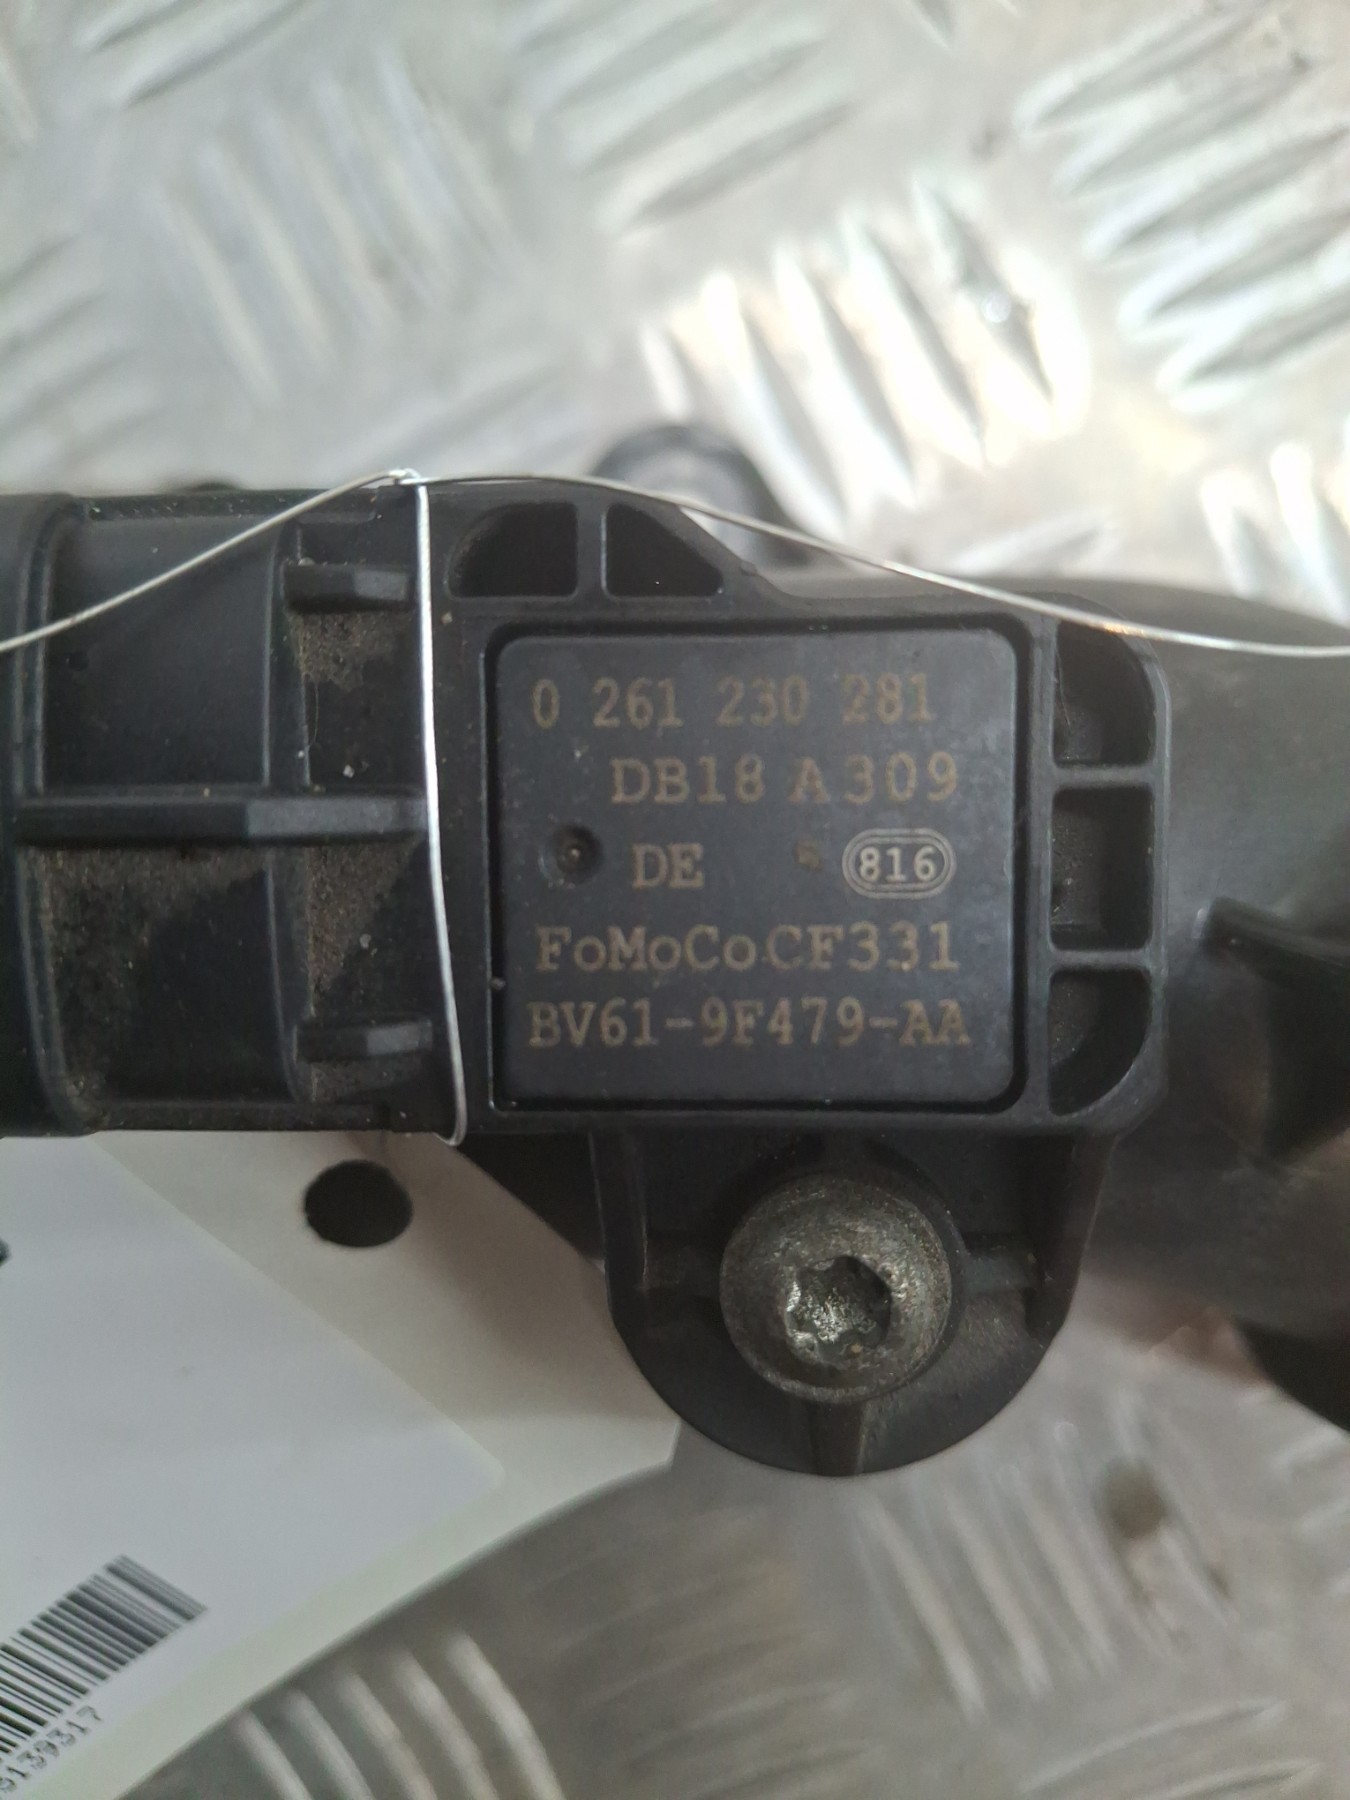 0 261 230 281
DB18 A309
DE 816
FoMoCo CF331
BV61-9F479-AA